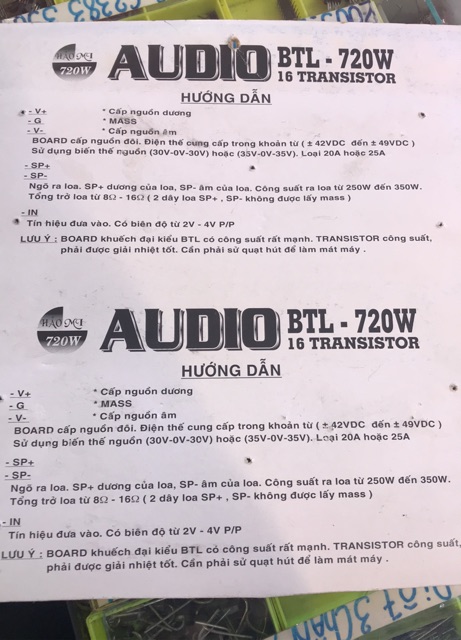 HÀO MI
720W
AUDIO BTL - 720W
16 TRANSISTOR
HƯỚNG DẪN
- V+ * Cấp nguồn dương
- G * MASS
- V- * Cấp nguồn âm
BOARD cấp nguồn đôi. Điện thế cung cấp trong khoản từ ( ± 42VDC đến ± 49VDC )
Sử dụng biến thế nguồn (30V-0V-30V) hoặc (35V-0V-35V). Loại 20A hoặc 25A
- SP+
- SP-
Ngõ ra loa. SP+ dương của loa, SP- âm của loa. Công suất ra loa từ 250W đến 350W.
Tổng trở loa từ 8Ω - 16Ω ( 2 dây loa SP+ , SP- không được lấy mass )
- IN
Tín hiệu đưa vào. Có biên độ từ 2V - 4V P/P
LƯU Ý : BOARD khuếch đại kiểu BTL có công suất rất mạnh. TRANSISTOR công suất,
phải được giải nhiệt tốt. Cần phải sử quạt hút để làm mát máy .
HÀO MI
720W
AUDIO BTL - 720W
16 TRANSISTOR
HƯỚNG DẪN
- V+ * Cấp nguồn dương
- G * MASS
- V- * Cấp nguồn âm
BOARD cấp nguồn đôi. Điện thế cung cấp trong khoản từ ( ± 42VDC đến ± 49VDC )
Sử dụng biến thế nguồn (30V-0V-30V) hoặc (35V-0V-35V). Loại 20A hoặc 25A
- SP+
- SP-
Ngõ ra loa. SP+ dương của loa, SP- âm của loa. Công suất ra loa từ 250W đến 350W.
Tổng trở loa từ 8Ω - 16Ω ( 2 dây loa SP+ , SP- không được lấy mass )
- IN
Tín hiệu đưa vào. Có biên độ từ 2V - 4V P/P
LƯU Ý : BOARD khuếch đại kiểu BTL có công suất rất mạnh. TRANSISTOR công suất,
phải được giải nhiệt tốt. Cần phải sử quạt hút để làm mát máy .